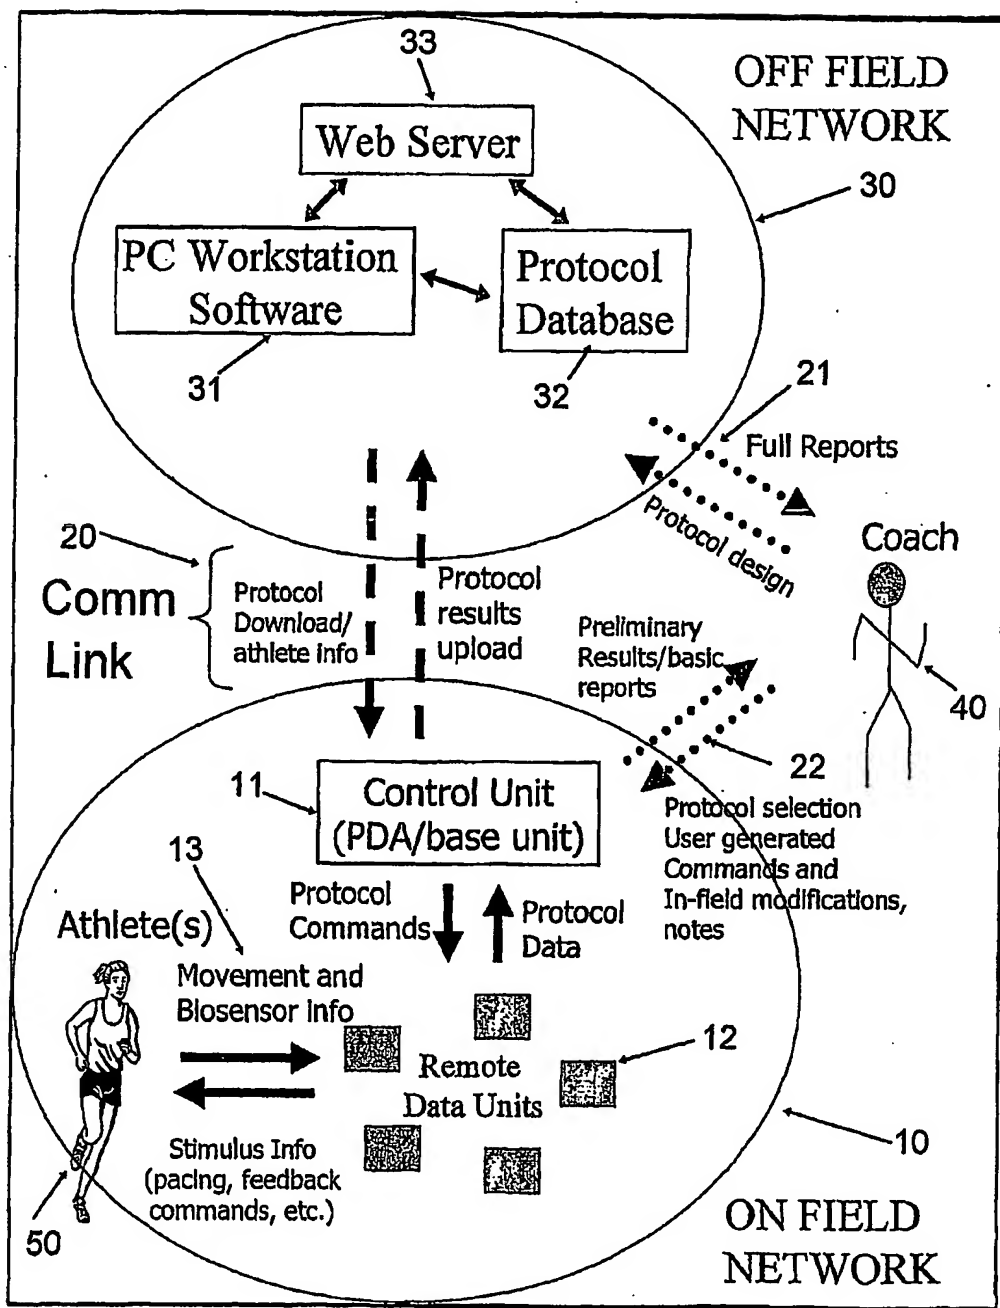 33
OFF FIELD
NETWORK
Web Server
30
PC Workstation
Software
Protocol
Database
31
32
21
Full Reports
Protocol design
Coach
20
Comm
Link
Protocol
Download/
athlete info
Protocol
results
upload
Preliminary
Results/basic
reports
40
22
11
Control Unit
(PDA/base unit)
Protocol selection
User generated
Commands and
In-field modifications,
notes
13
Protocol
Commands
Protocol
Data
Athlete(s)
Movement and
Biosensor info
12
Remote
Data Units
10
Stimulus Info
(pacing, feedback
commands, etc.)
50
ON FIELD
NETWORK